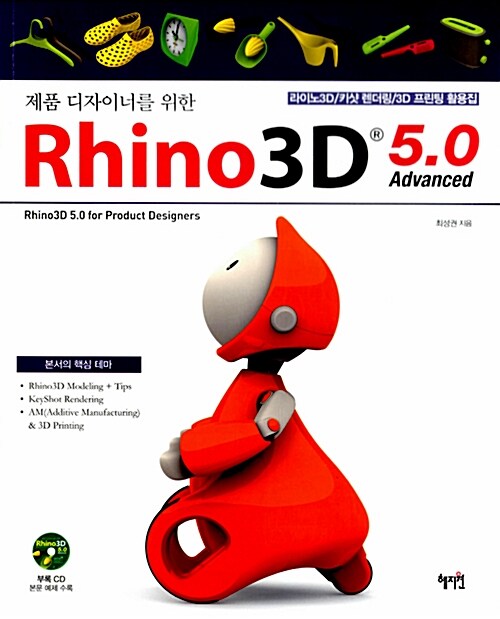 제품 디자이너를 위한
라이노3D/키샷 렌더링/3D 프린팅 활용집
Rhino3D® 5.0
Advanced
Rhino3D 5.0 for Product Designers
최상권 지음
본서의 핵심 테마
• Rhino3D Modeling + Tips
• KeyShot Rendering
• AM(Additive Manufacturing)
& 3D Printing
Rhino3D
5.0
부록 CD
본문 예제 수록
혜지원